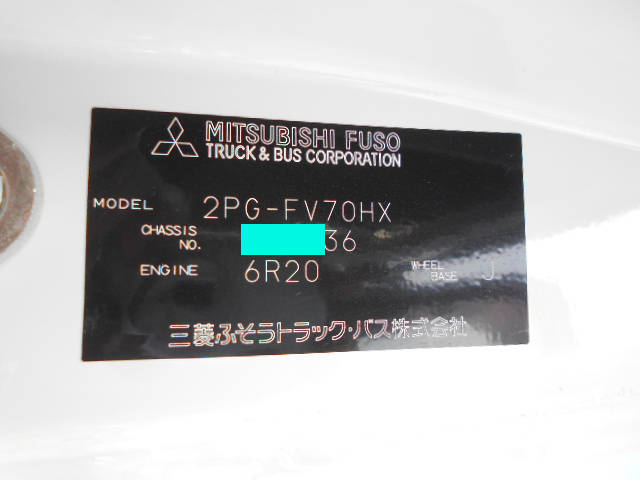 MITSUBISHI FUSO
TRUCK & BUS CORPORATION
MODEL 2PG-FV70HX
CHASSIS NO. 36
ENGINE 6R20 WHEEL BASE J
三菱ふそうトラック・バス株式会社